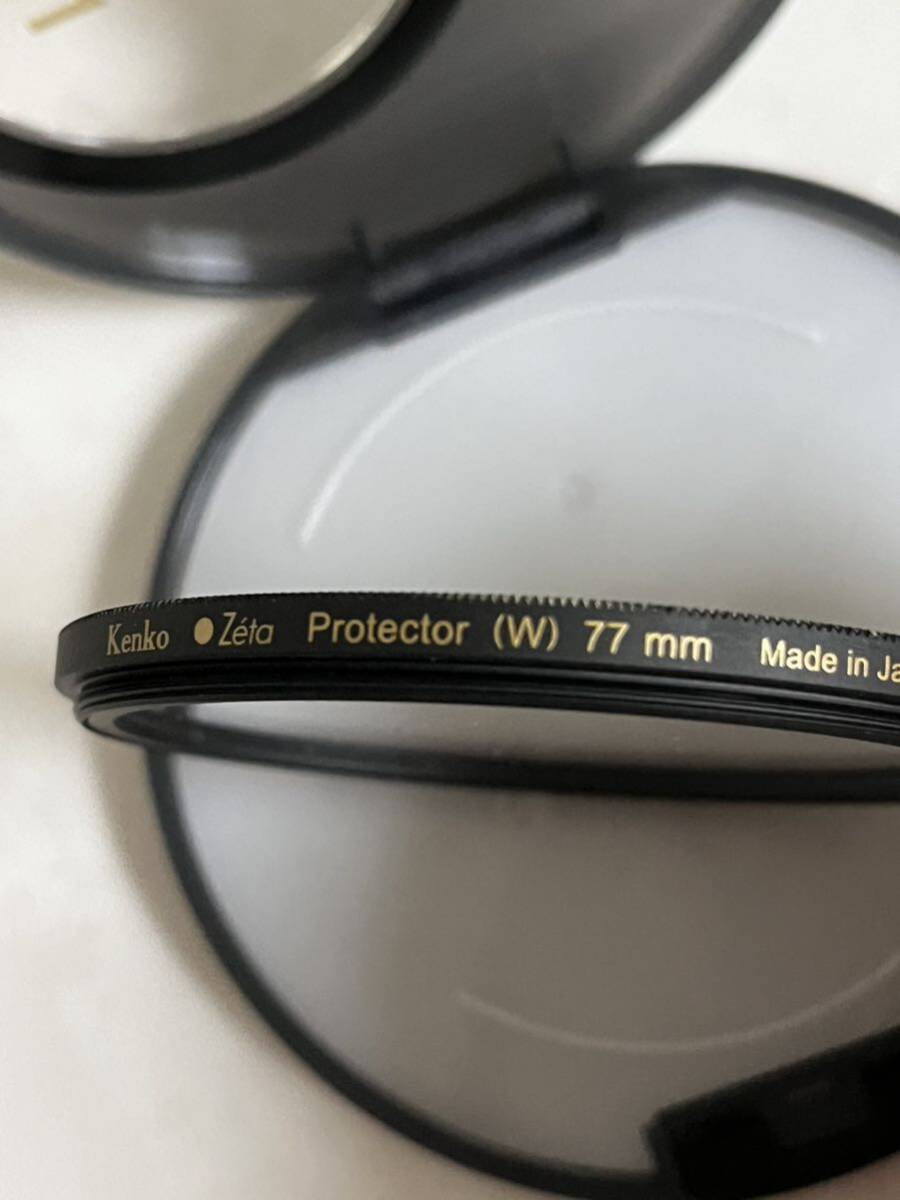 Kenko ●Zéta Protector (W) 77 mm Made in Ja